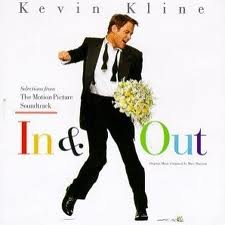 Kevin Kline
Selections from
The Motion Picture
Soundtrack
In & Out
Original Music Composed by Marc Shaiman